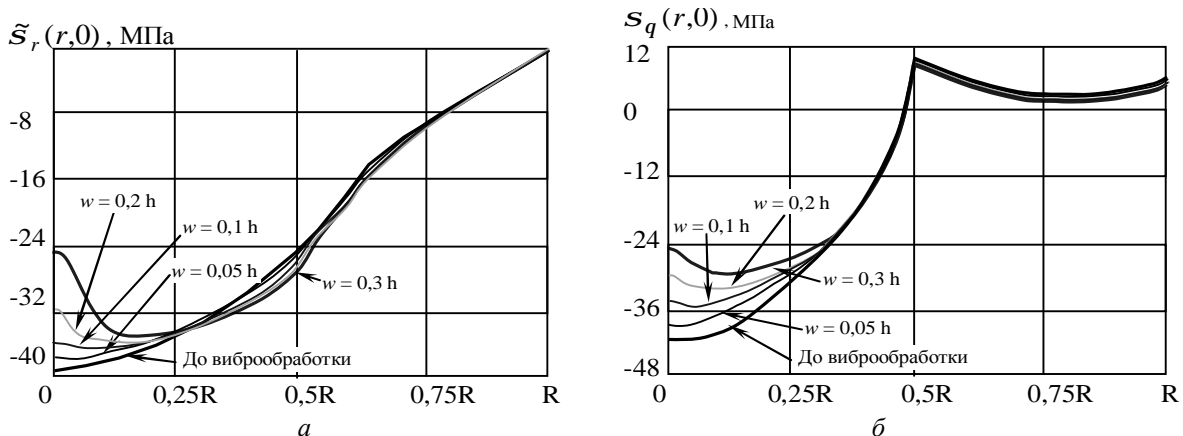 s̃ r (r,0), МПа
-8
-16
-24
-32
-40
0 0,25R 0,5R 0,75R R
w = 0,2 h
w = 0,1 h
w = 0,05 h
w = 0,3 h
До виброобработки
а
s q (r,0), МПа
12
0
-12
-24
-36
-48
0 0,25R 0,5R 0,75R R
w = 0,1 h
w = 0,2 h
w = 0,3 h
w = 0,05 h
До виброобработки
б